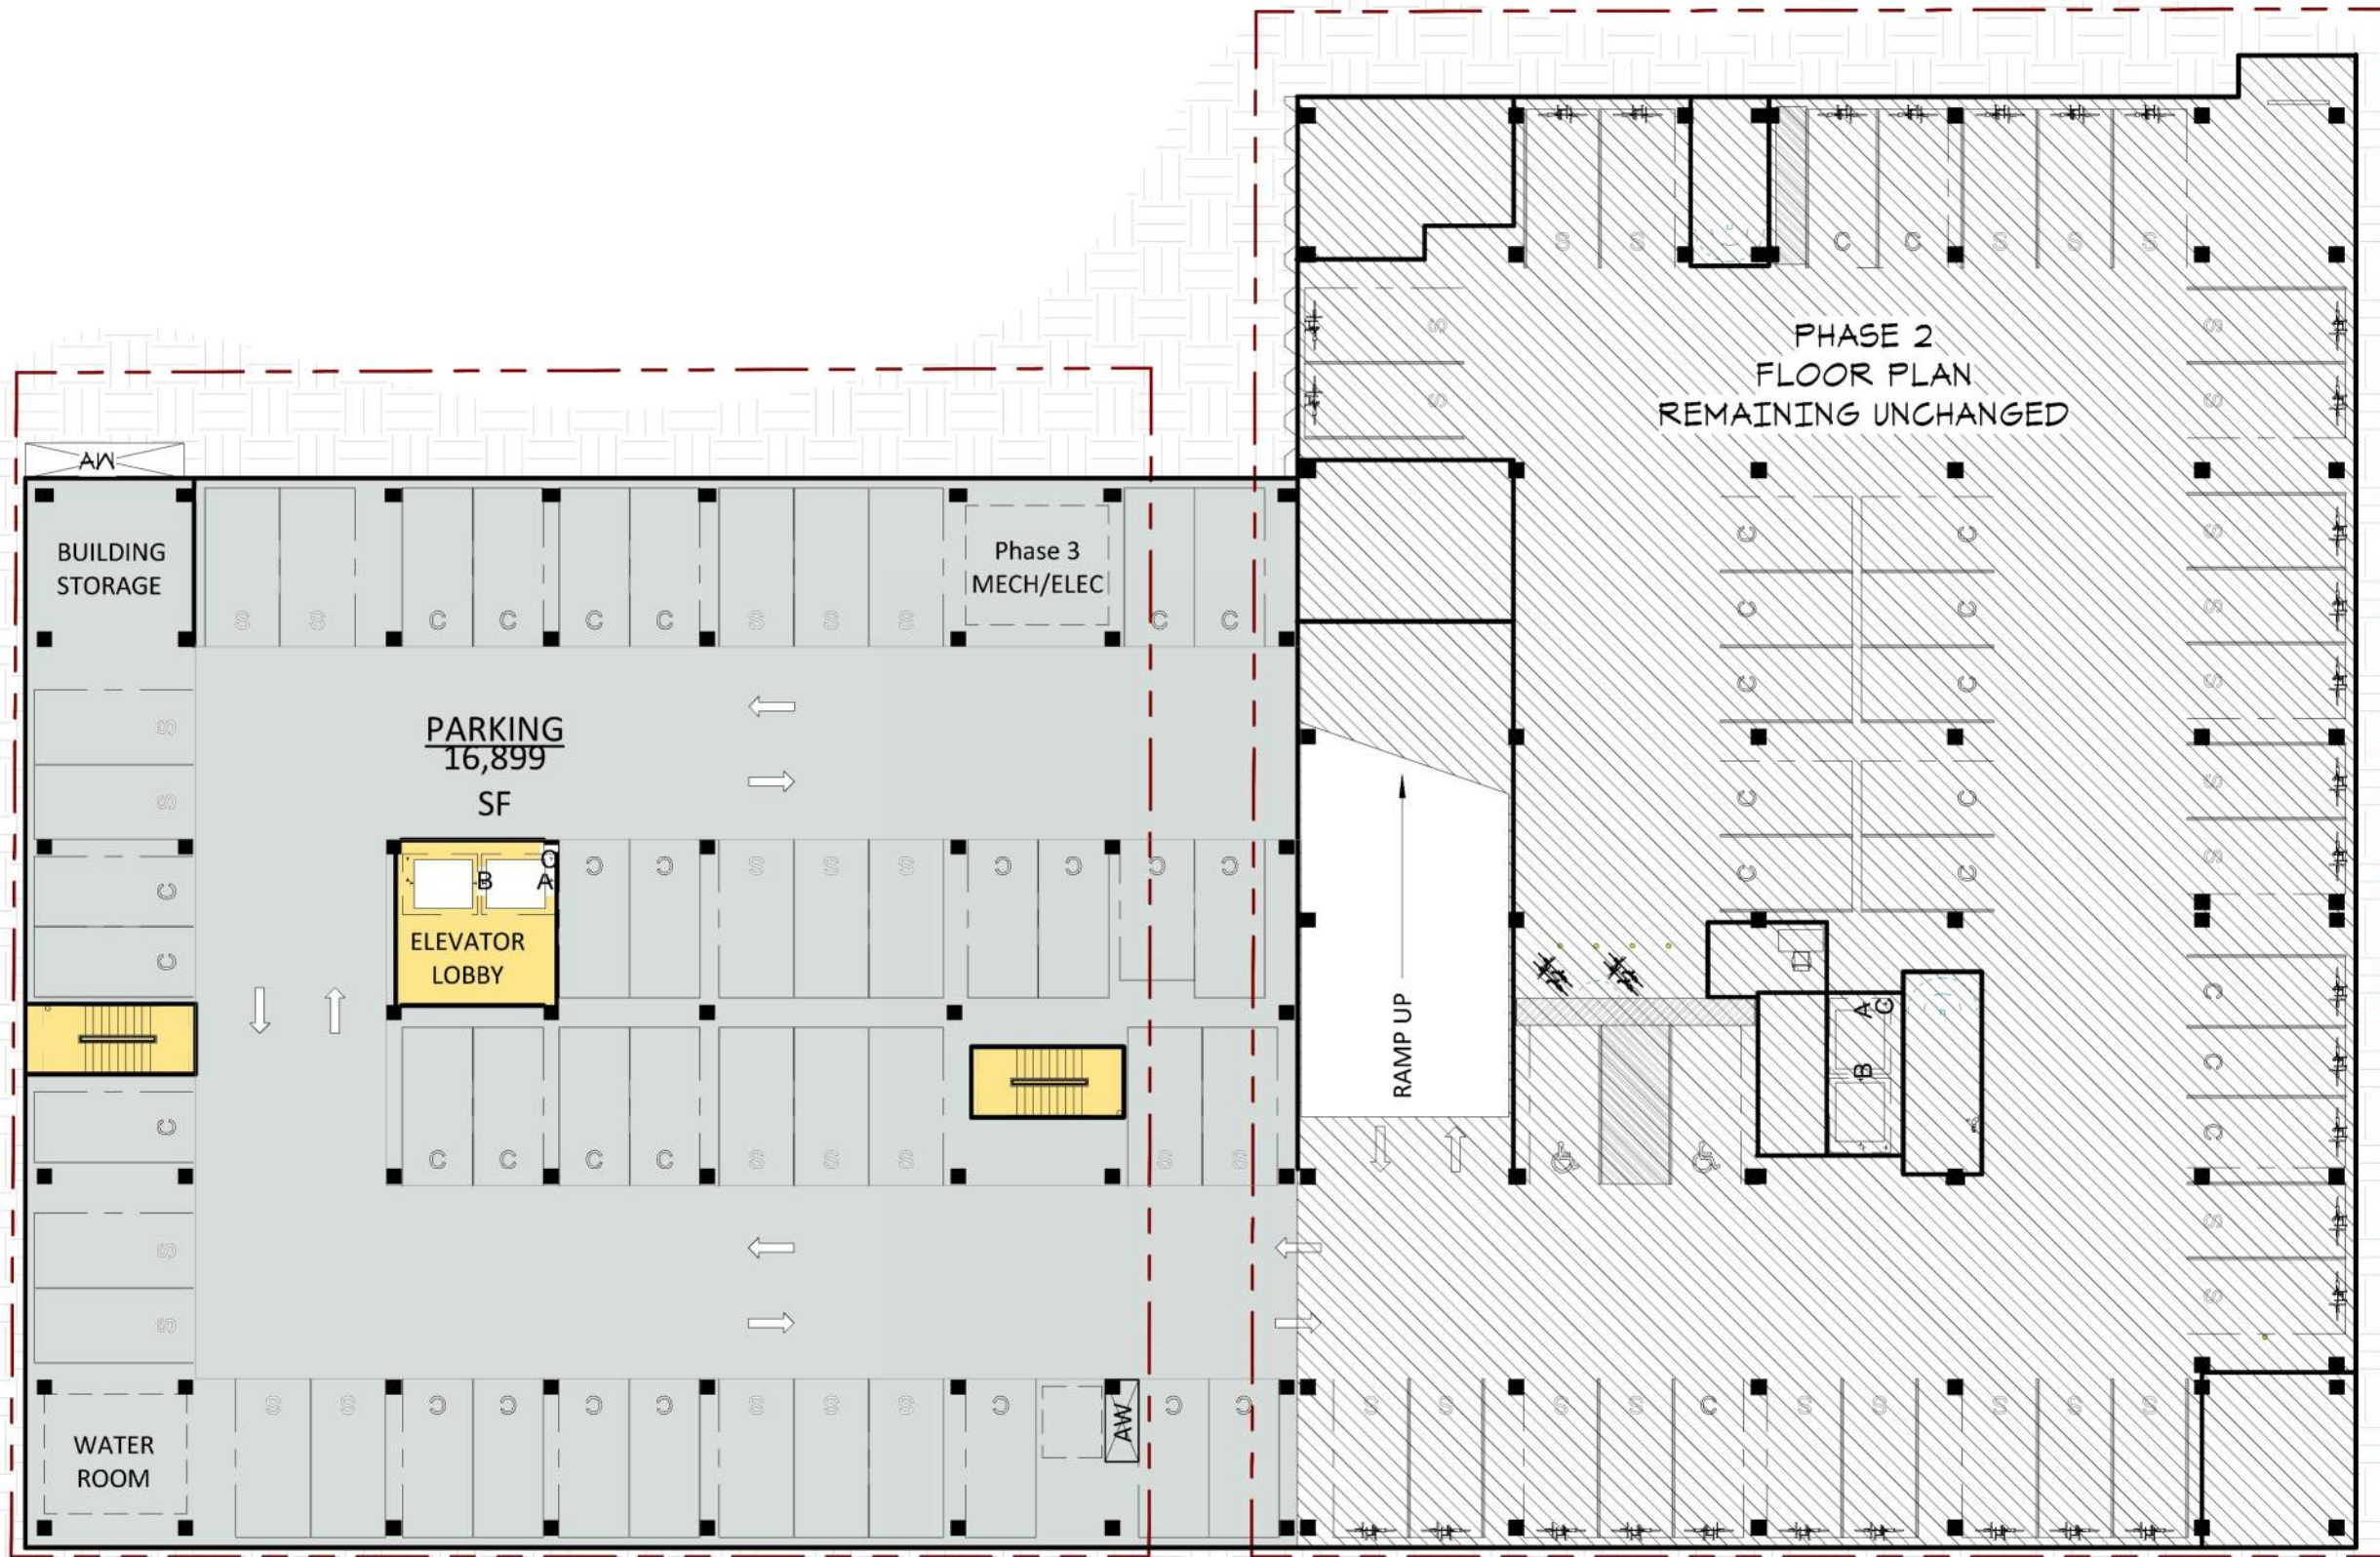 PHASE 2
FLOOR PLAN
REMAINING UNCHANGED
S S C C S S S
S S
S S
AW
BUILDING
STORAGE
S S C C C C S S S
Phase 3
MECH/ELEC
C C
C C S
C C S
C C S
PARKING
16,899
SF
S
S
C C S
C C S
C
C
B
C
A
ELEVATOR
LOBBY
C C S S S C C C C
RAMP UP
A
C
B
C
C
C
C
C C C C S S S S S
S
S
S
S
WATER
ROOM
S S C C C C S S S C
AW
C C
S S S S C S S S S S